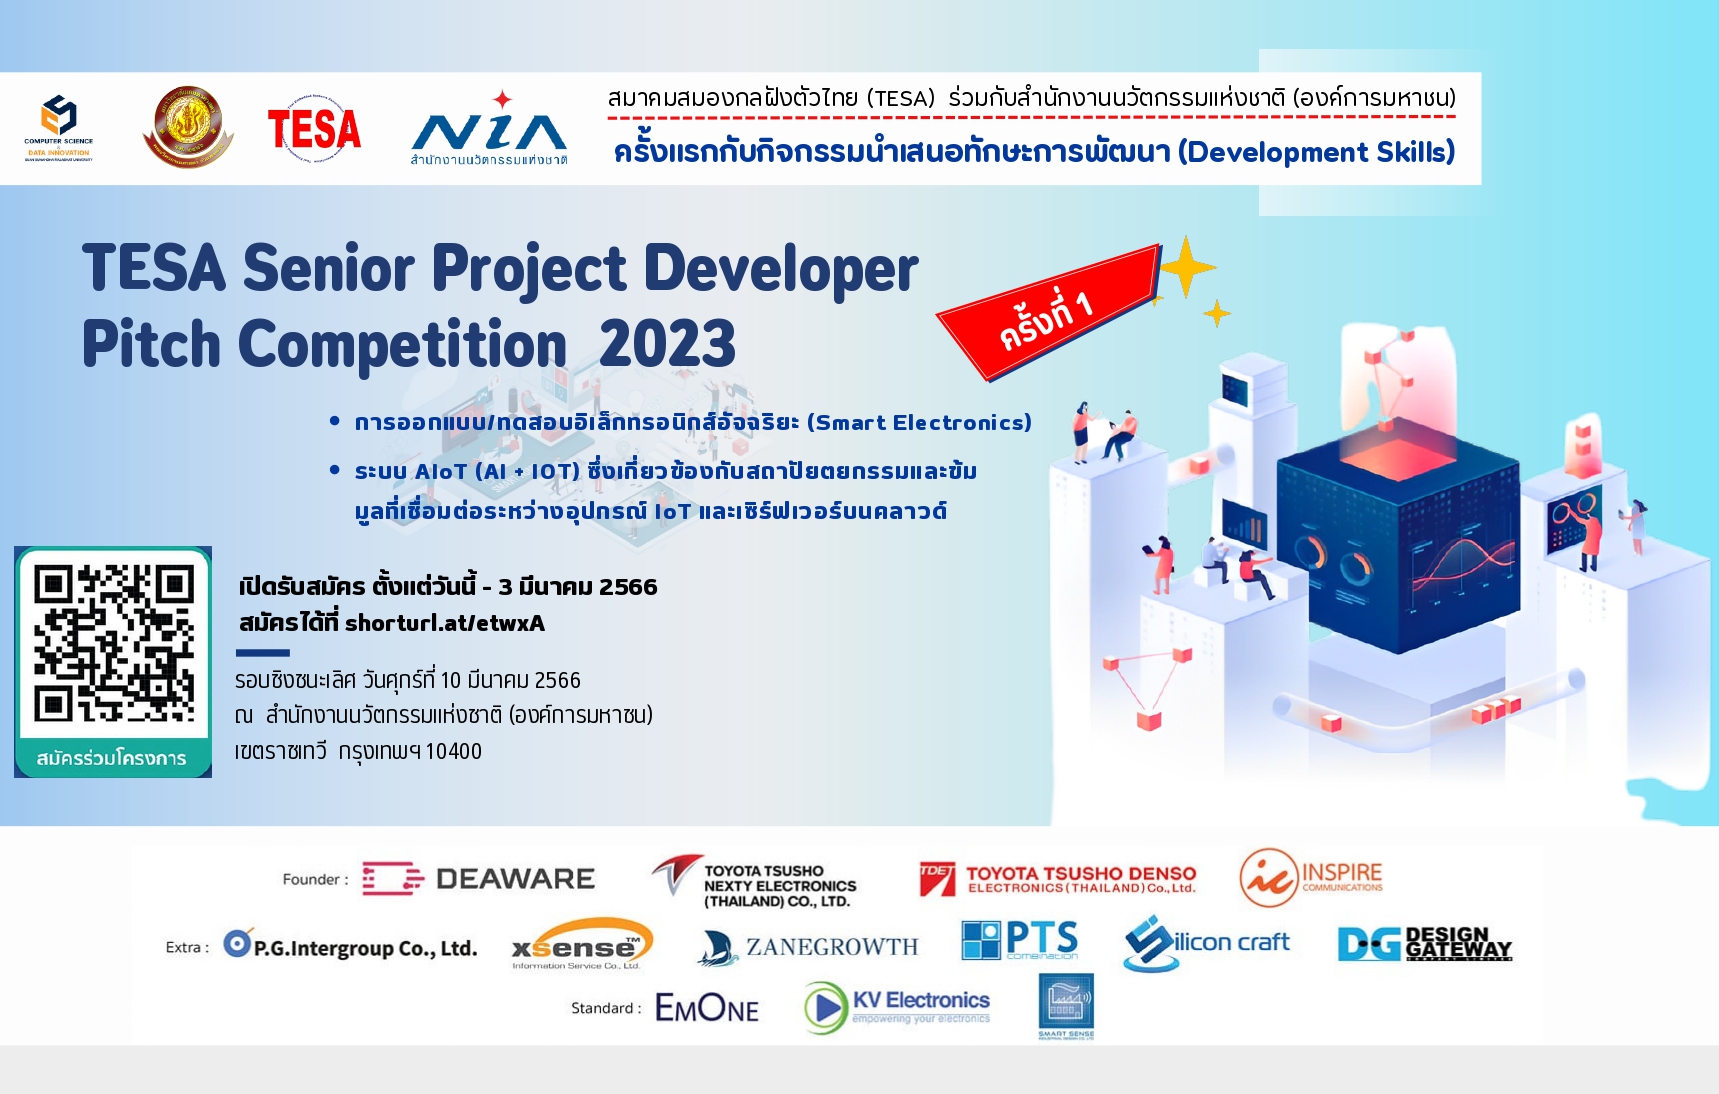 สมาคมสมองกลฝังตัวไทย (TESA) ร่วมกับสำนักงานนวัตกรรมแห่งชาติ (องค์การมหาชน)
ครั้งแรกกับกิจกรรมนำเสนอทักษะการพัฒนา (Development Skills)
COMPUTER SCIENCE
DATA INNOVATION
TESA
NiA
สำนักงานนวัตกรรมแห่งชาติ
TESA Senior Project Developer
Pitch Competition 2023
ครั้งที่ 1
• การออกแบบ/ทดสอบอิเล็กทรอนิกส์อัจฉริยะ (Smart Electronics)
• ระบบ AIoT (AI + IOT) ซึ่งเกี่ยวข้องกับสถาปัยตยกรรมและข้ม
มูลที่เชื่อมต่อระหว่างอุปกรณ์ IoT และเซิร์ฟเวอร์บนคลาวด์
เปิดรับสมัคร ตั้งแต่วันนี้ - 3 มีนาคม 2566
สมัครได้ที่ shorturl.at/etwxA
รอบชิงชนะเลิศ วันศุกร์ที่ 10 มีนาคม 2566
ณ สำนักงานนวัตกรรมแห่งชาติ (องค์การมหาชน)
เขตราชเทวี กรุงเทพฯ 10400
สมัครร่วมโครงการ
Founder : DEAWARE TOYOTA TSUSHO NEXTY ELECTRONICS (THAILAND) CO., LTD. TDET TOYOTA TSUSHO DENSO ELECTRONICS (THAILAND) Co., Ltd. ic INSPIRE COMMUNICATIONS
Extra : P.G.Intergroup Co., Ltd. xsense™ Information Service Co., Ltd. ZANEGROWTH PTS combination Silicon craft DG DESIGN GATEWAY
Standard : EMONE KV Electronics empowering your electronics SMART SENSE